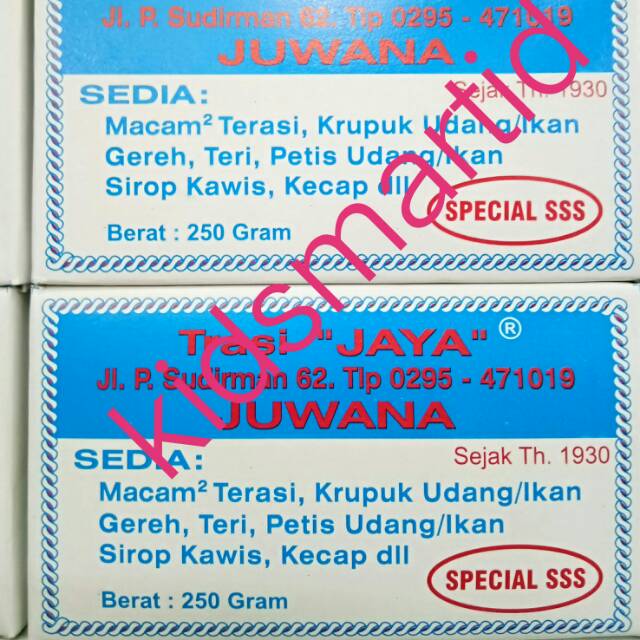 Jl. P. Sudirman 62. Tlp 0295 - 471019
JUWANA
SEDIA:
Sejak Th. 1930
Macam² Terasi, Krupuk Udang/Ikan
Gereh, Teri, Petis Udang/Ikan
Sirop Kawis, Kecap dll
SPECIAL SSS
Berat : 250 Gram
Trasi "JAYA" ®
Jl. P. Sudirman 62. Tlp 0295 - 471019
JUWANA
SEDIA:
Sejak Th. 1930
Macam² Terasi, Krupuk Udang/Ikan
Gereh, Teri, Petis Udang/Ikan
Sirop Kawis, Kecap dll
SPECIAL SSS
Berat : 250 Gram
kidsmartid